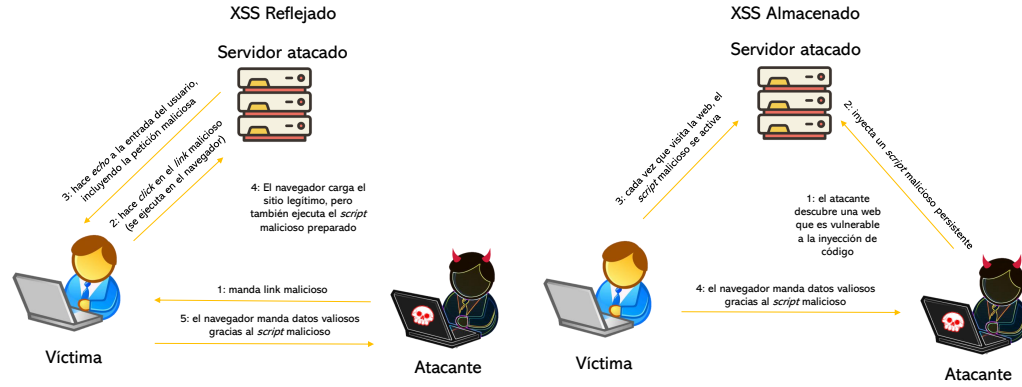 XSS Reflejado
Servidor atacado
3: hace echo a la entrada del usuario,
incluyendo la petición maliciosa
2: hace click en el link malicioso
(se ejecuta en el navegador)
4: El navegador carga el
sitio legítimo, pero
también ejecuta el script
malicioso preparado
1: manda link malicioso
5: el navegador manda datos valiosos
gracias al script malicioso
Víctima
Atacante
XSS Almacenado
Servidor atacado
3: cada vez que visita la web, el
script malicioso se activa
2: inyecta un script malicioso persistente
1: el atacante
descubre una web
que es vulnerable
a la inyección de
código
4: el navegador manda datos valiosos
gracias al script malicioso
Víctima
Atacante